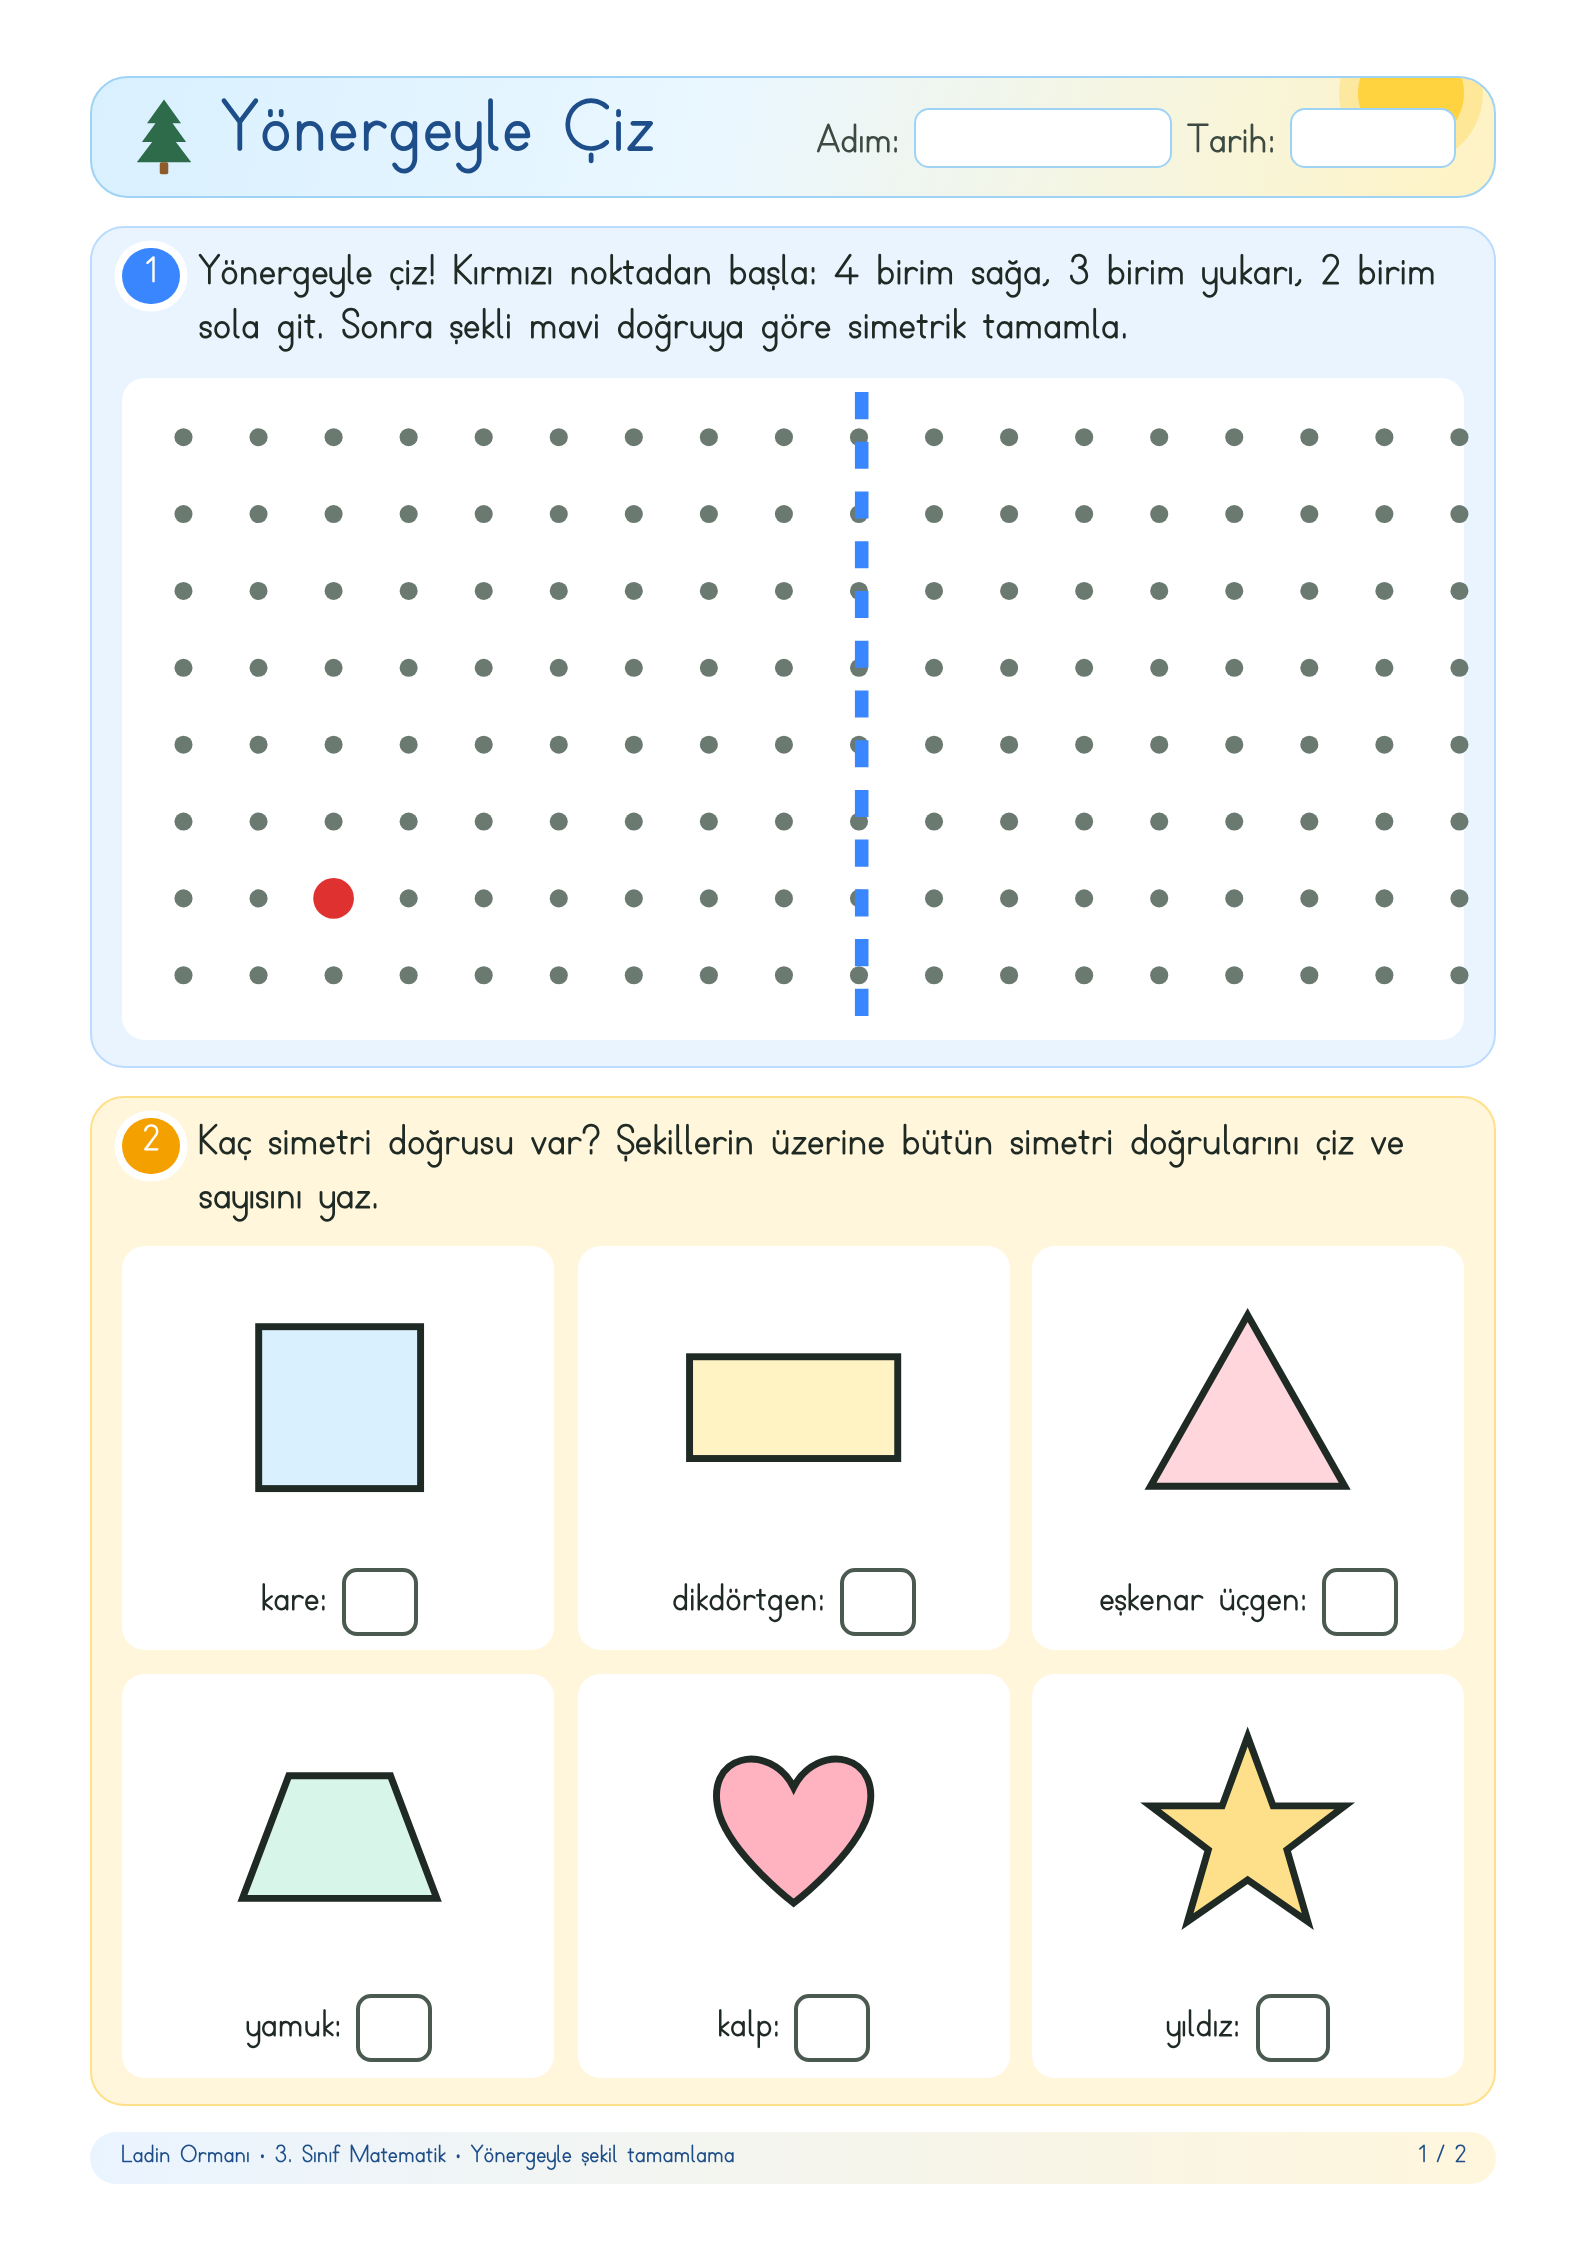 Yönergeyle Çiz
Adım:
Tarih:
1
Yönergeyle çiz! Kırmızı noktadan başla: 4 birim sağa, 3 birim yukarı, 2 birim
sola git. Sonra şekli mavi doğruya göre simetrik tamamla.
2
Kaç simetri doğrusu var? Şekillerin üzerine bütün simetri doğrularını çiz ve
sayısını yaz.
kare:
dikdörtgen:
eşkenar üçgen:
yamuk:
kalp:
yıldız:
Ladin Ormanı • 3. Sınıf Matematik • Yönergeyle şekil tamamlama
1 / 2